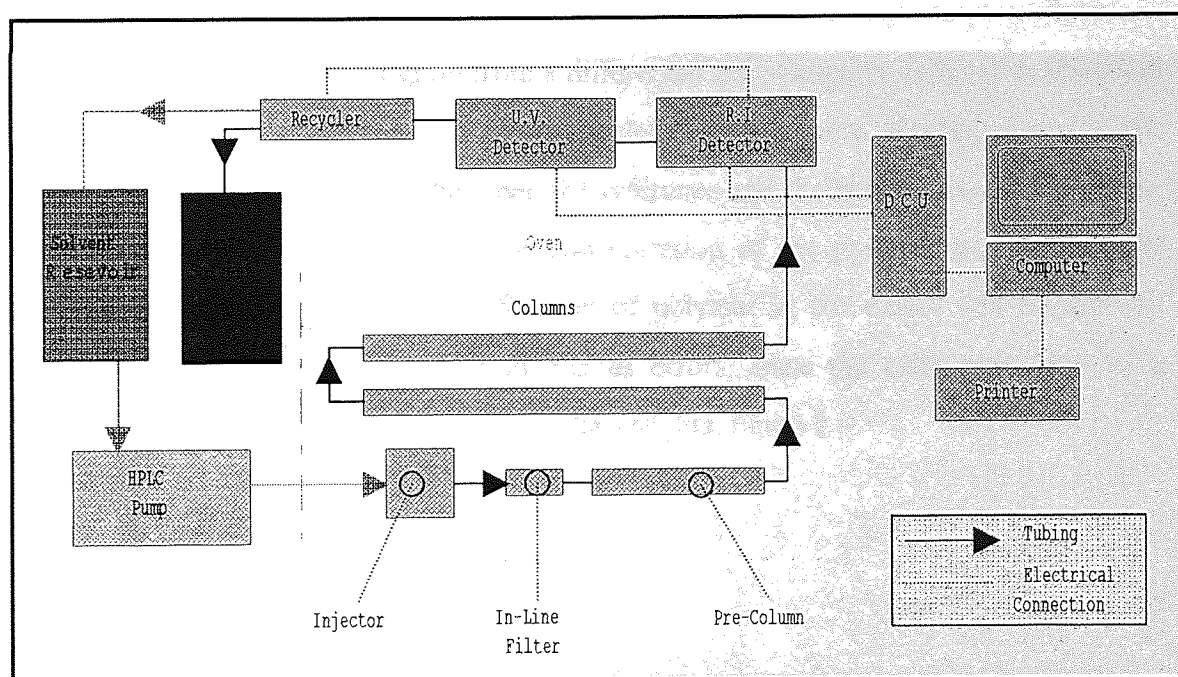 Recycler
U.V.
Detector
R.I.
Detector
Solvent
Resevoir
D.C.U
Oven
Computer
Columns
Printer
HPLC
Pump
Injector
In-Line
Filter
Pre-Column
Tubing
Electrical
Connection